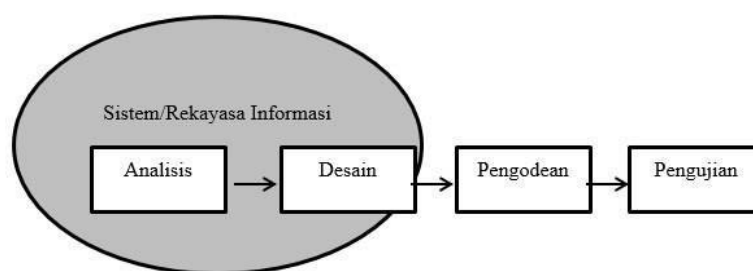 Sistem/Rekayasa Informasi
Analisis
Desain
Pengodean
Pengujian